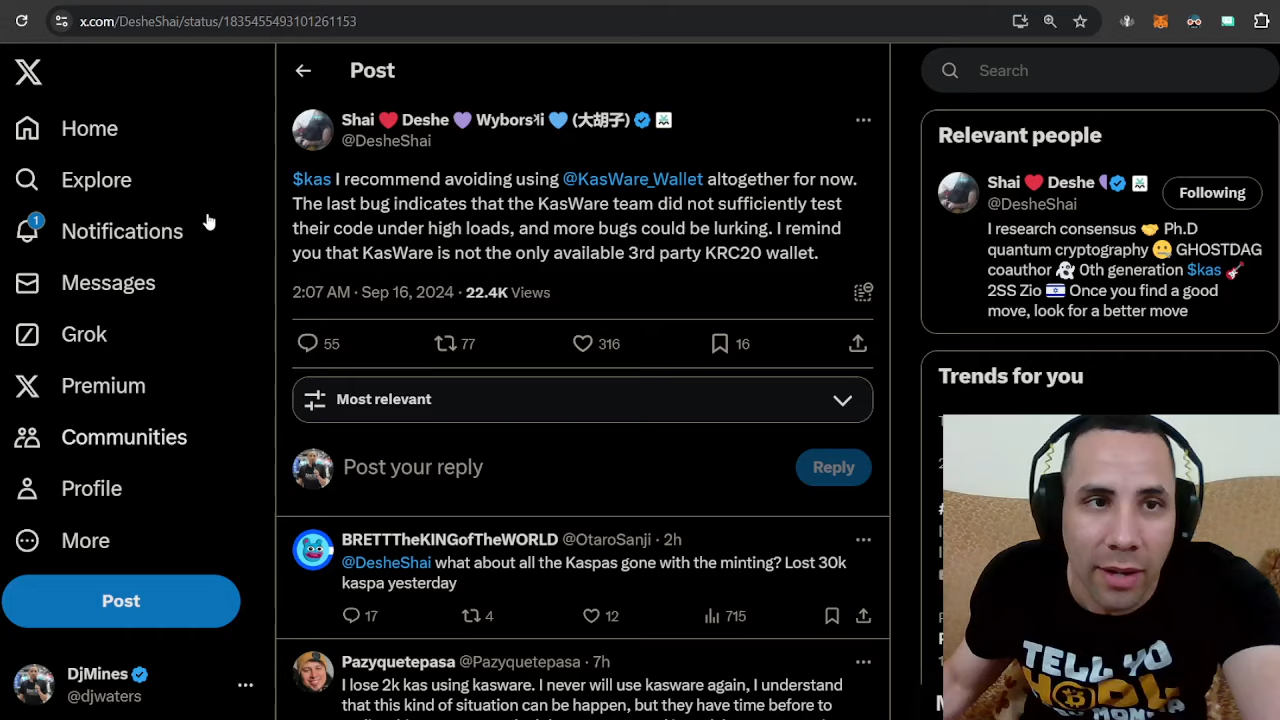 x.com/DesheShai/status/1835455493101261153
Post
Search
Home
Explore
1
Notifications
Messages
Grok
Premium
Communities
Profile
More
Post
DjMines
@djwaters
Shai ❤️ Deshe 💜 Wybors 💙 (大胡子)
@DesheShai
$kas I recommend avoiding using @KasWare_Wallet altogether for now.
The last bug indicates that the KasWare team did not sufficiently test
their code under high loads, and more bugs could be lurking. I remind
you that KasWare is not the only available 3rd party KRC20 wallet.
2:07 AM · Sep 16, 2024 · 22.4K Views
55 77 316 16
Most relevant
Post your reply
Reply
BRETTTheKINGofTheWORLD @OtaroSanji · 2h
@DesheShai what about all the Kaspas gone with the minting? Lost 30k
kaspa yesterday
17 4 12 715
Pazyquetepasa @Pazyquetepasa · 7h
I lose 2k kas using kasware. I never will use kasware again, I understand
that this kind of situation can happen, but they have time before to
Relevant people
Shai ❤️ Deshe
@DesheShai
Following
I research consensus 🤝 Ph.D
quantum cryptography 🤐 GHOSTDAG
coauthor 👻 0th generation $kas 🎸
2SS Zio 🇮🇱 Once you find a good
move, look for a better move
Trends for you
TELL YO